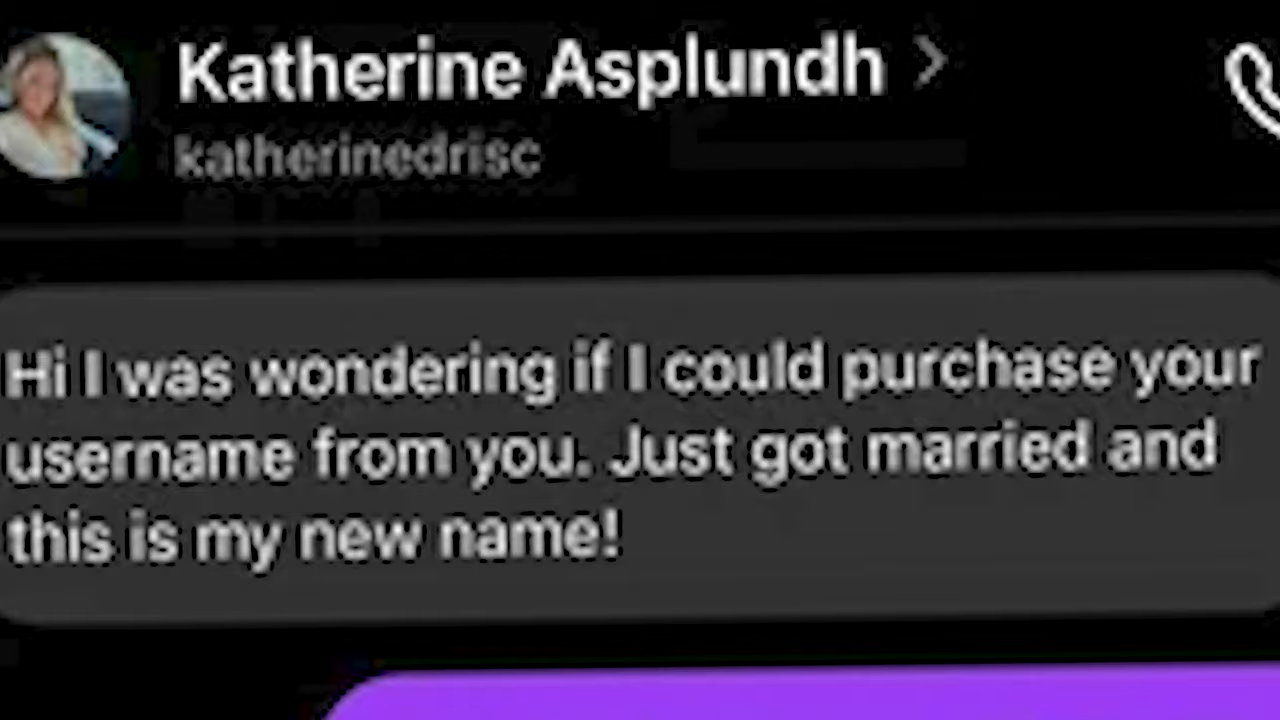 Katherine Asplundh
katherinedrisc
Hi I was wondering if I could purchase your
username from you. Just got married and
this is my new name!